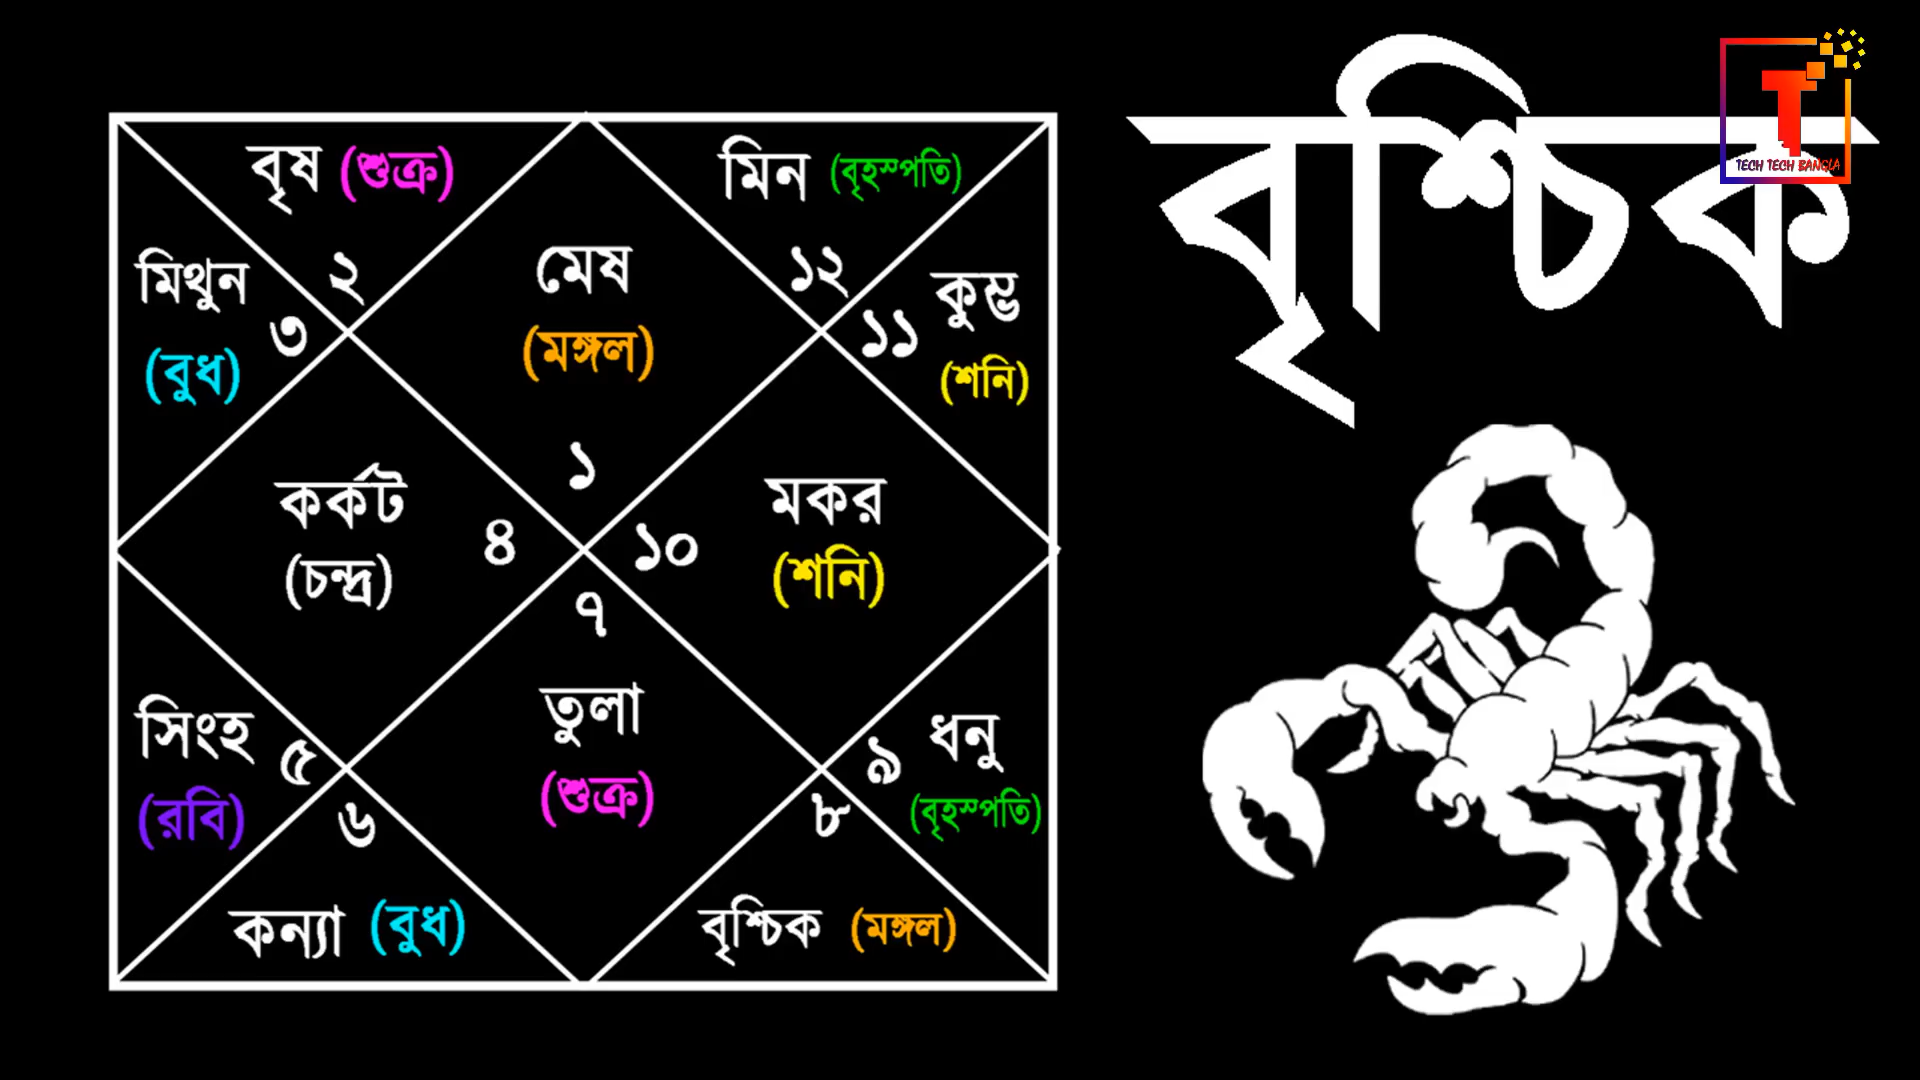 বৃশ্চিক
TECH TECH BANGLA
বৃষ (শুক্র)
২
মিন (বৃহস্পতি)
১২
মিথুন
৩
(বুধ)
মেষ
(মঙ্গল)
১
কুম্ভ
১১
(শনি)
কর্কট
(চন্দ্র)
৪
১০
মকর
(শনি)
৭
তুলা
(শুক্র)
সিংহ
৫
(রবি)
৬
কন্যা (বুধ)
৯
ধনু
(বৃহস্পতি)
৮
বৃশ্চিক (মঙ্গল)